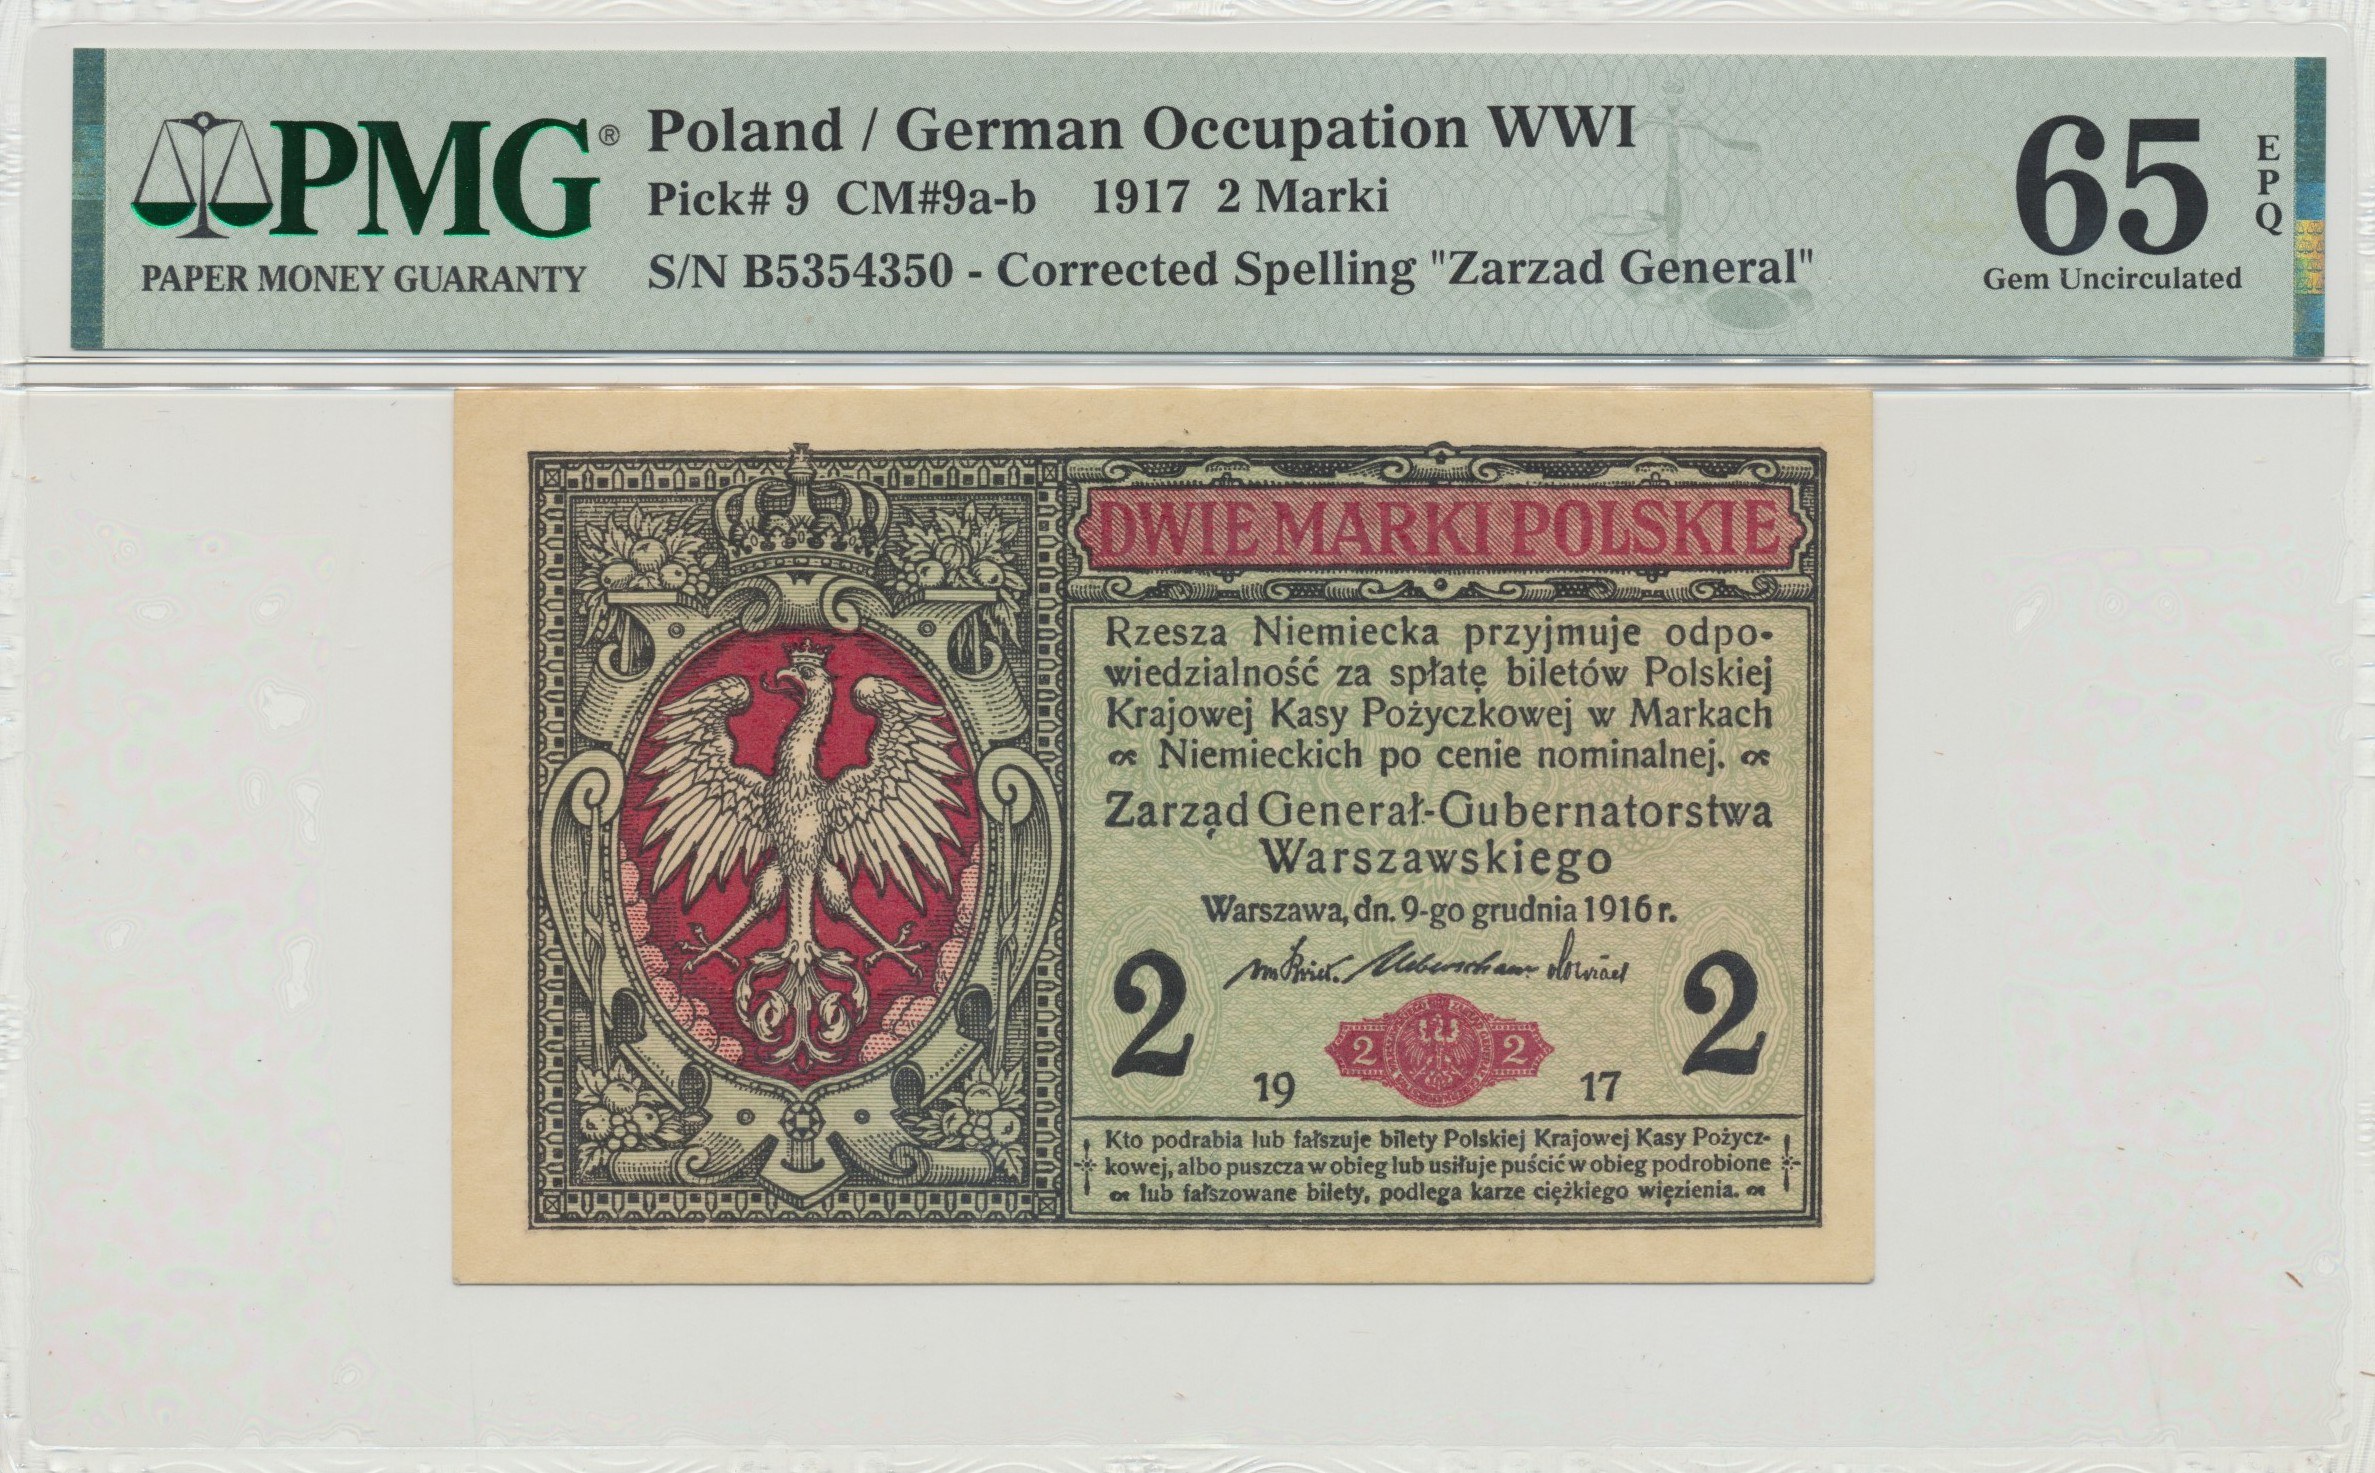 PMG®
PAPER MONEY GUARANTY
Poland / German Occupation WWI
Pick# 9 CM#9a-b 1917 2 Marki
S/N B5354350 - Corrected Spelling "Zarzad General"
65
EPQ
Gem Uncirculated
DWIE MARKI POLSKIE
Rzesza Niemiecka przyjmuje odpo-
wiedzialność za spłatę biletów Polskiej
Krajowej Kasy Pożyczkowej w Markach
Niemieckich po cenie nominalnej.
Zarząd Generał-Gubernatorstwa
Warszawskiego
Warszawa, dn. 9-go grudnia 1916 r.
2 2
2 2
19 17
Kto podrabia lub fałszuje bilety Polskiej Krajowej Kasy Pożycz-
kowej, albo puszcza w obieg lub usiłuje puścić w obieg podrobione
lub fałszowane bilety, podlega karze ciężkiego więzienia.